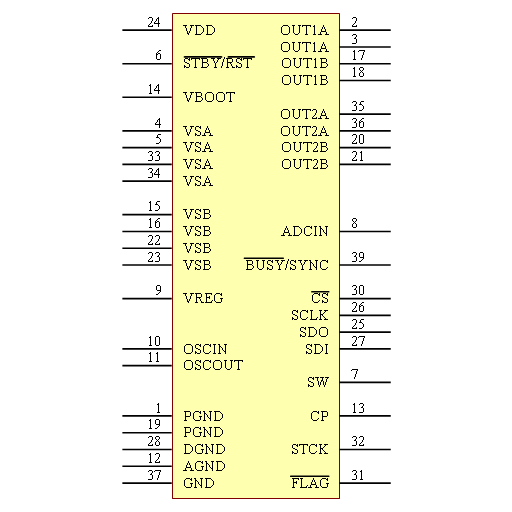 24 VDD OUT1A 2
OUT1A 3
6 STBY/RST OUT1B 17
OUT1B 18
14 VBOOT
OUT2A 35
4 VSA OUT2A 36
5 VSA OUT2B 20
33 VSA OUT2B 21
34 VSA
15 VSB
16 VSB ADCIN 8
22 VSB
23 VSB BUSY/SYNC 39
9 VREG CS 30
SCLK 26
SDO 25
10 OSCIN SDI 27
11 OSCOUT
SW 7
1 PGND CP 13
19 PGND
28 DGND STCK 32
12 AGND
37 GND FLAG 31